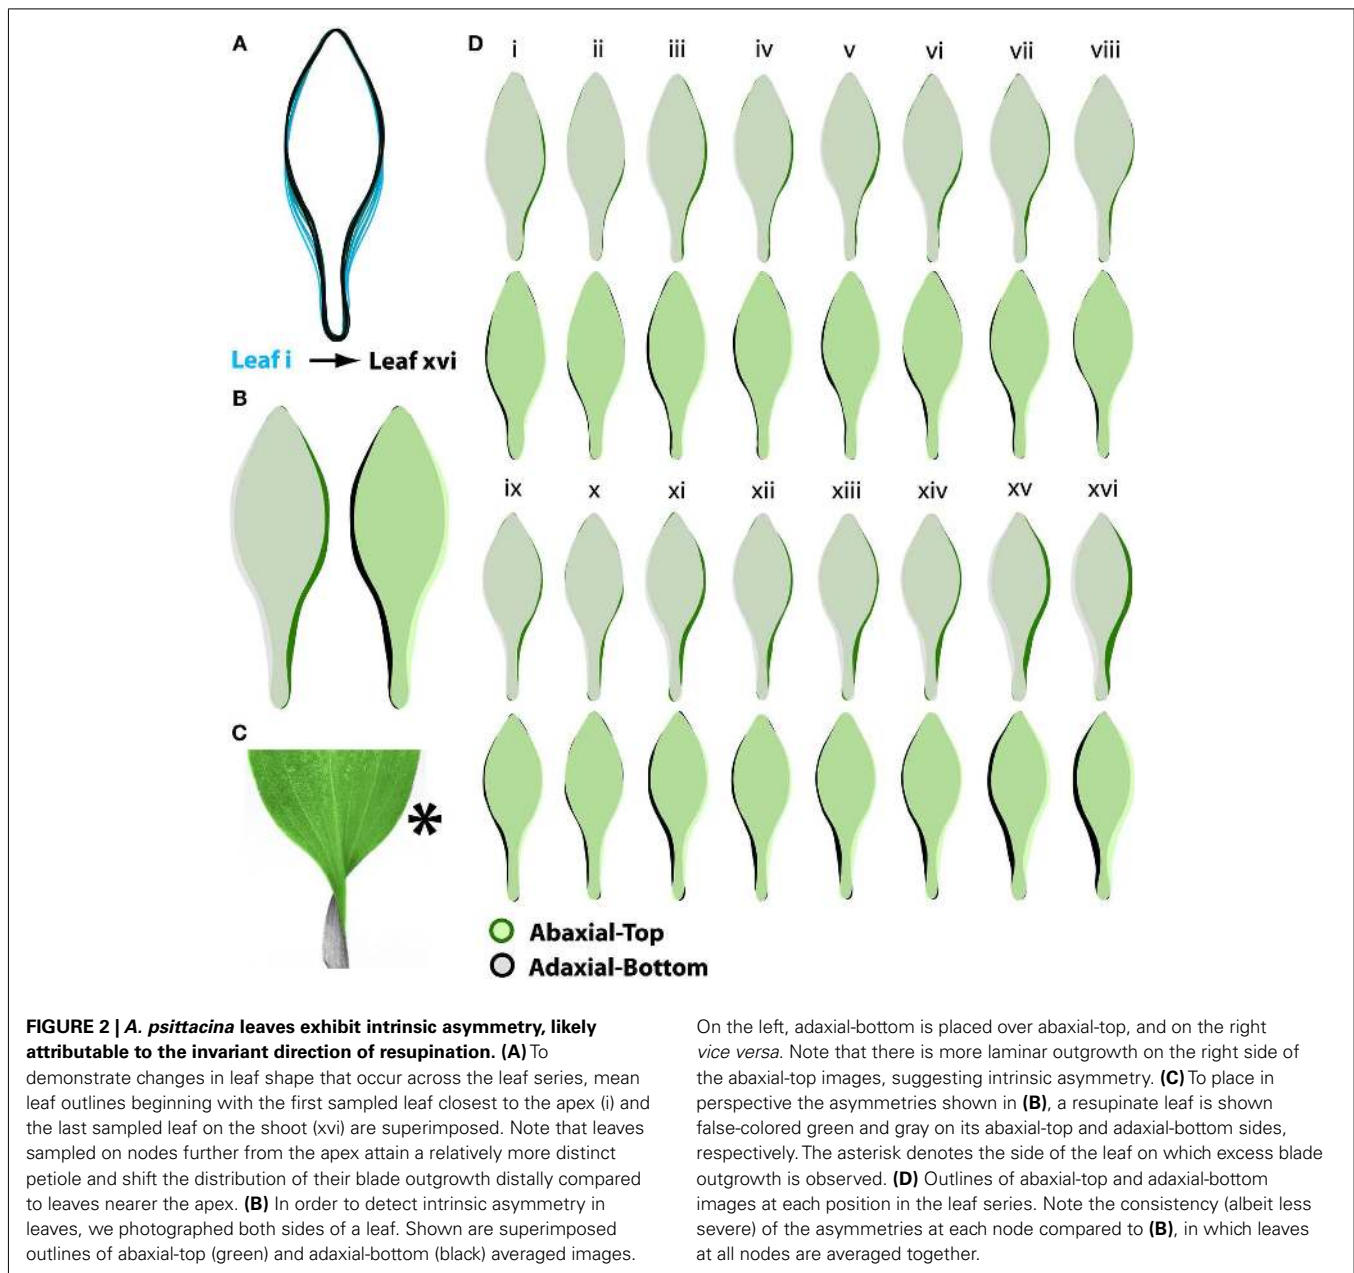 A
D
i ii iii iv v vi vii viii
Leaf i → Leaf xvi
B
ix x xi xii xiii xiv xv xvi
C
*
Abaxial-Top
Adaxial-Bottom
FIGURE 2 | A. psittacina leaves exhibit intrinsic asymmetry, likely
attributable to the invariant direction of resupination. (A) To
demonstrate changes in leaf shape that occur across the leaf series, mean
leaf outlines beginning with the first sampled leaf closest to the apex (i) and
the last sampled leaf on the shoot (xvi) are superimposed. Note that leaves
sampled on nodes further from the apex attain a relatively more distinct
petiole and shift the distribution of their blade outgrowth distally compared
to leaves nearer the apex. (B) In order to detect intrinsic asymmetry in
leaves, we photographed both sides of a leaf. Shown are superimposed
outlines of abaxial-top (green) and adaxial-bottom (black) averaged images.
On the left, adaxial-bottom is placed over abaxial-top, and on the right
vice versa. Note that there is more laminar outgrowth on the right side of
the abaxial-top images, suggesting intrinsic asymmetry. (C) To place in
perspective the asymmetries shown in (B), a resupinate leaf is shown
false-colored green and gray on its abaxial-top and adaxial-bottom sides,
respectively. The asterisk denotes the side of the leaf on which excess blade
outgrowth is observed. (D) Outlines of abaxial-top and adaxial-bottom
images at each position in the leaf series. Note the consistency (albeit less
severe) of the asymmetries at each node compared to (B), in which leaves
at all nodes are averaged together.